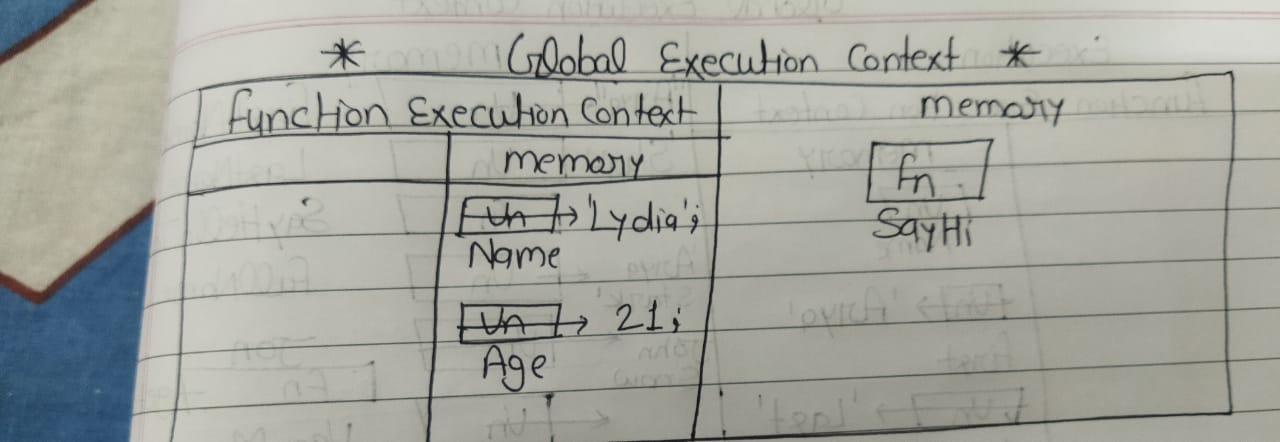 * Global Execution Context *
Function Execution Context
memory
memory
Fn
SayHi
Un → 'Lydia';
Name
Un → 21;
Age